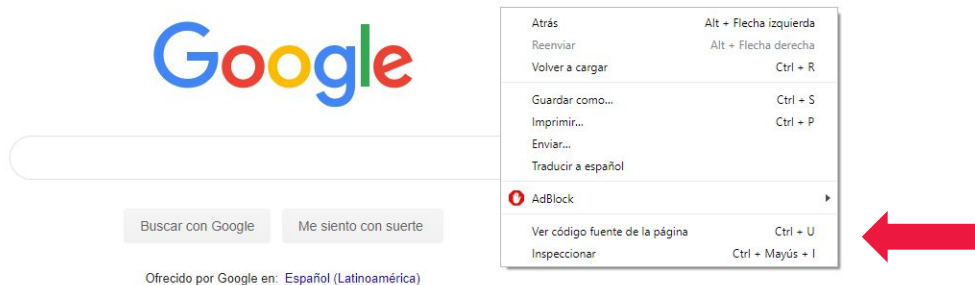 Google
Buscar con Google
Me siento con suerte
Ofrecido por Google en: Español (Latinoamérica)
Atrás Alt + Flecha izquierda
Reenviar Alt + Flecha derecha
Volver a cargar Ctrl + R
Guardar como... Ctrl + S
Imprimir... Ctrl + P
Enviar...
Traducir a español
AdBlock
Ver código fuente de la página Ctrl + U
Inspeccionar Ctrl + Mayús + I